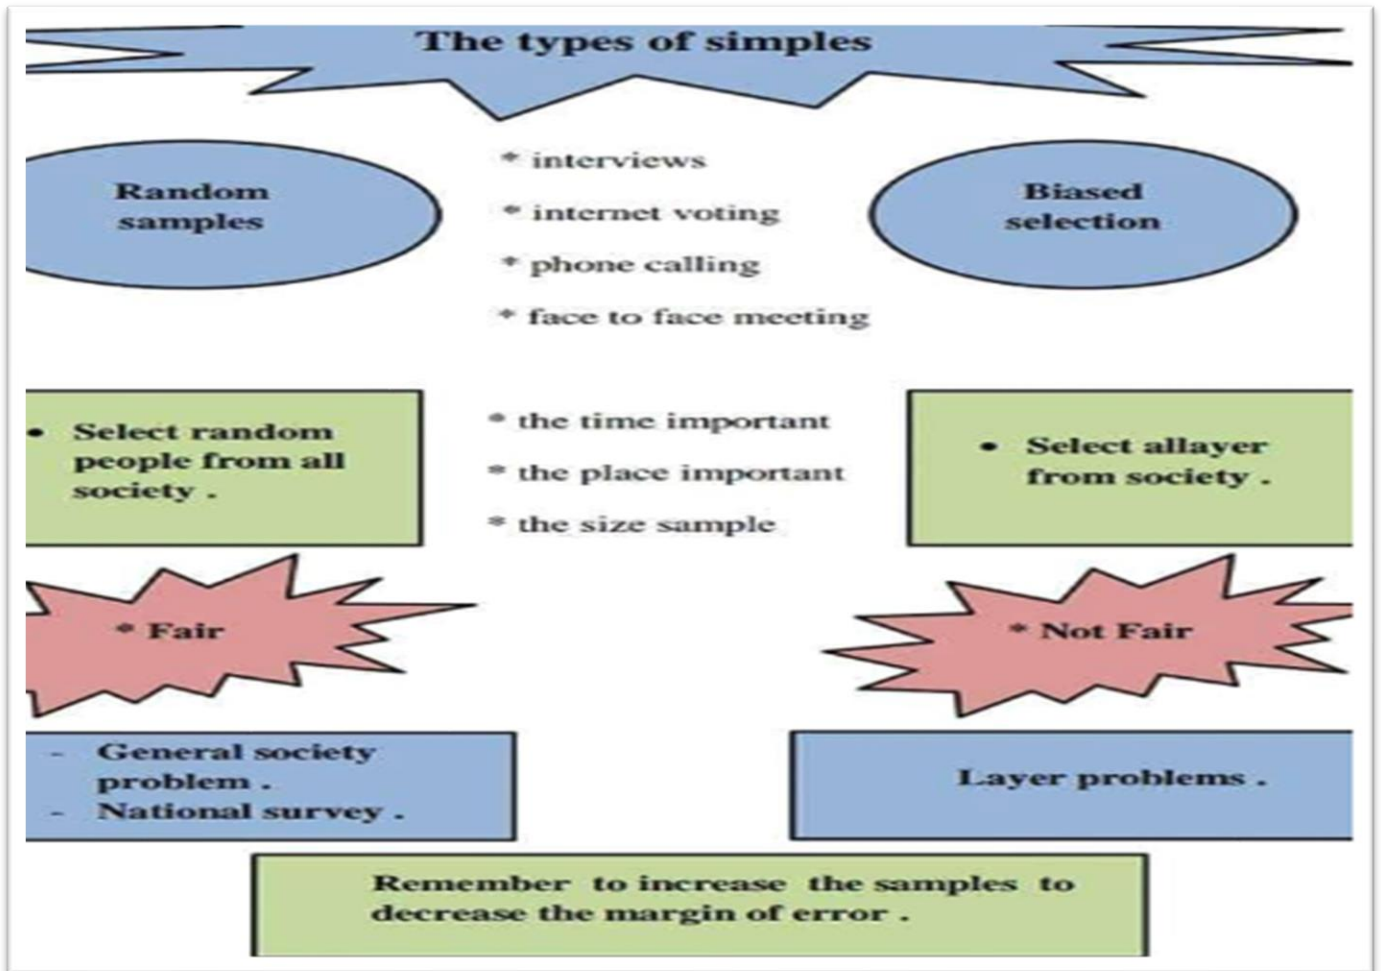 The types of simples
Random
samples
* interviews
* internet voting
* phone calling
* face to face meeting
Biased
selection
• Select random
people from all
society .
* the time important
* the place important
* the size sample
• Select allayer
from society .
* Fair
* Not Fair
- General society
problem .
- National survey .
Layer problems .
Remember to increase the samples to
decrease the margin of error .